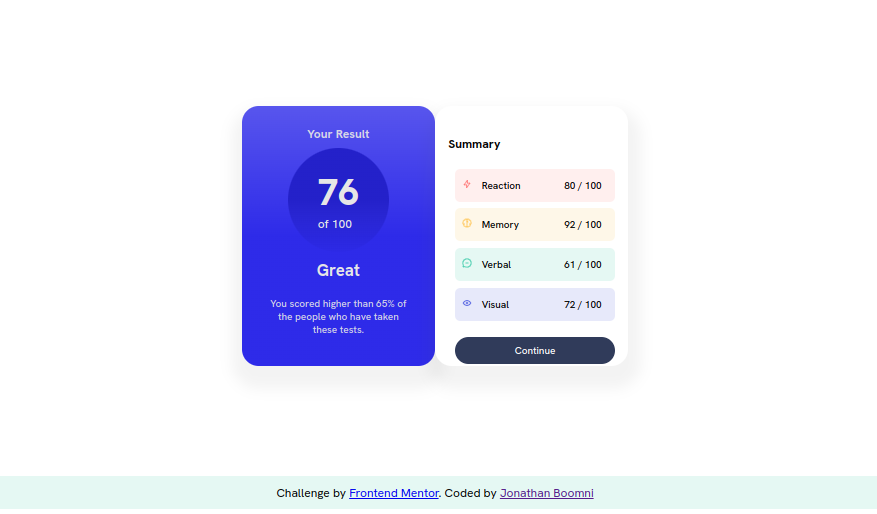 Your Result
76
of 100
Great
You scored higher than 65% of
the people who have taken
these tests.
Summary
Reaction 80 / 100
Memory 92 / 100
Verbal 61 / 100
Visual 72 / 100
Continue
Challenge by Frontend Mentor. Coded by Jonathan Boomni